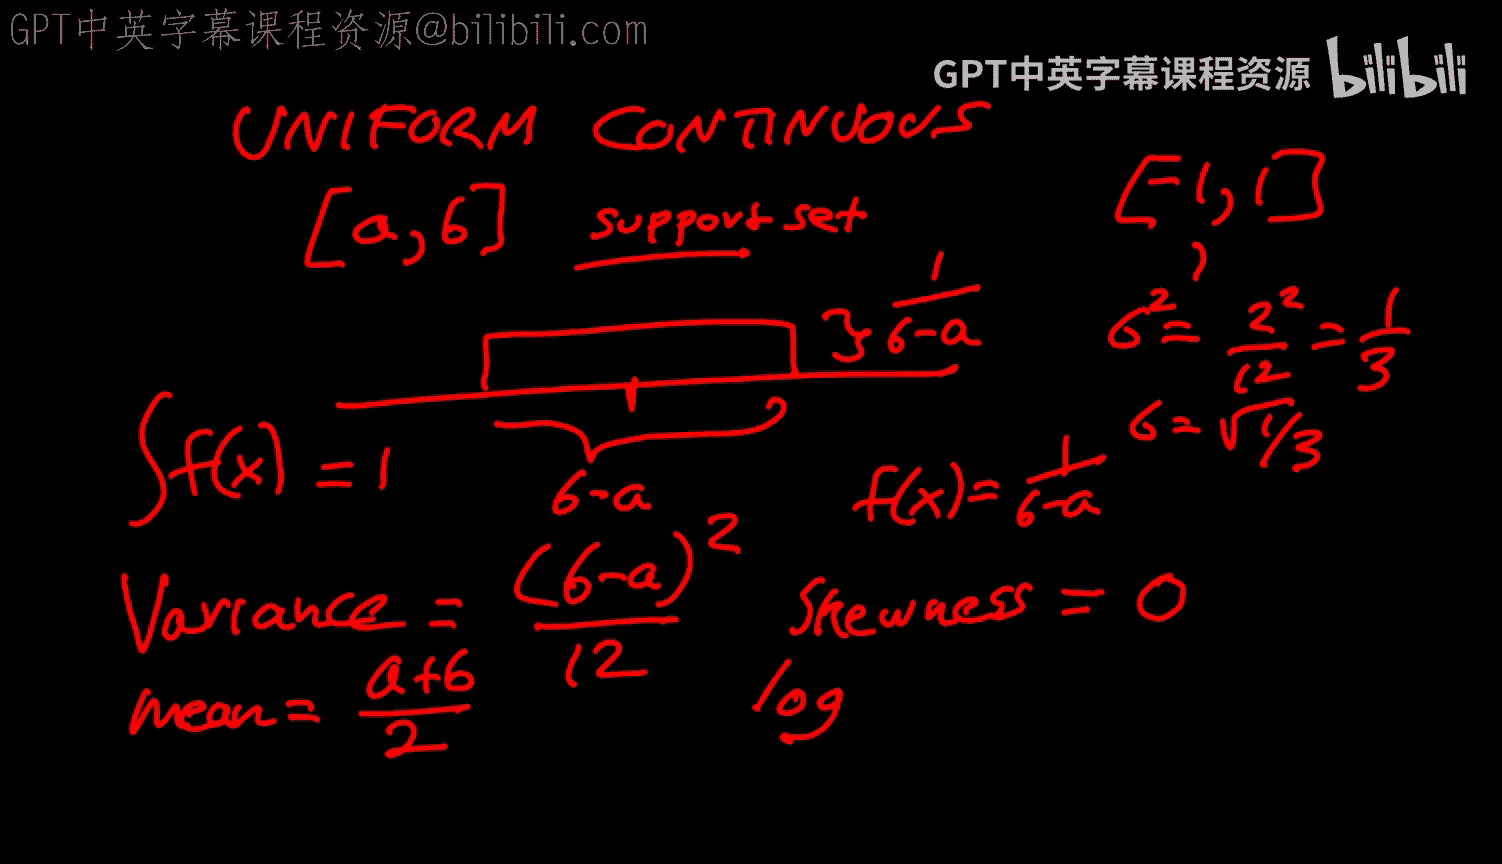 GPT中英字幕课程资源@bilibili.com
GPT中英字幕课程资源 bilibili
UNIFORM CONTINUOUS
[a, b] support set
[-1, 1]
,
} 1/(b-a)
σ² = 2²/12 = 1/3
σ = √1/3
∫f(x) = 1
b-a
f(x) = 1/(b-a)
Variance = (b-a)²/12
Skewness = 0
mean = (a+b)/2
log